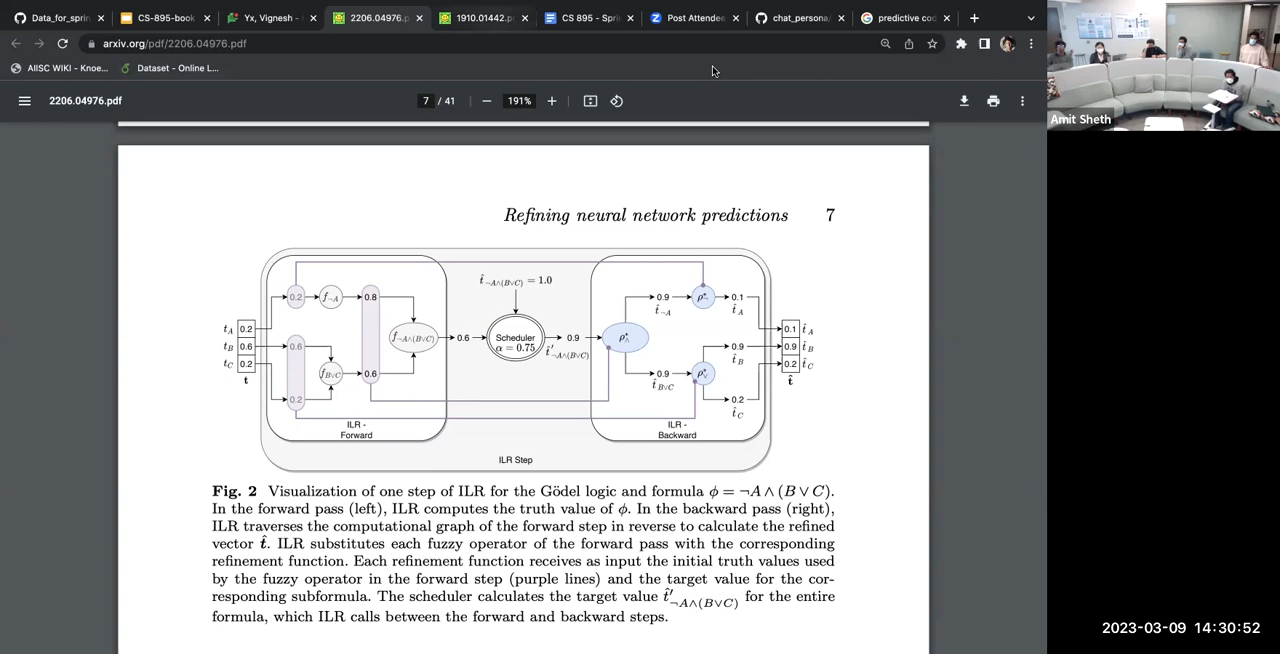 Data_for_sprin
CS-895-book
Yx, Vignesh -
2206.04976.p
1910.01442.p
CS 895 - Spri
Post Attendee
chat_persona/
predictive cod
arxiv.org/pdf/2206.04976.pdf
AIISC WIKI - Knoe...
Dataset - Online L...
2206.04976.pdf
7 / 41
191%
Amit Sheth
Refining neural network predictions 7
t̂¬A∧(B∨C) = 1.0
0.2 f¬A 0.8
0.9 ρ*¬ 0.1
t̂¬A t̂A
tA 0.2
tB 0.6
tC 0.2
t
0.6
f¬A∧(B∨C) 0.6 Scheduler 0.9 ρ*∧
α = 0.75 t̂′¬A∧(B∨C)
0.1 t̂A
0.9 t̂B
0.2 t̂C
t̂
0.9
t̂B
fB∨C 0.6
0.9 ρ*∨
t̂B∨C
0.2
0.2
t̂C
ILR -
Forward
ILR -
Backward
ILR Step
Fig. 2 Visualization of one step of ILR for the Gödel logic and formula ϕ = ¬A ∧ (B ∨ C).
In the forward pass (left), ILR computes the truth value of ϕ. In the backward pass (right),
ILR traverses the computational graph of the forward step in reverse to calculate the refined
vector t̂. ILR substitutes each fuzzy operator of the forward pass with the corresponding
refinement function. Each refinement function receives as input the initial truth values used
by the fuzzy operator in the forward step (purple lines) and the target value for the cor-
responding subformula. The scheduler calculates the target value t̂′¬A∧(B∨C) for the entire
formula, which ILR calls between the forward and backward steps.
2023-03-09 14:30:52